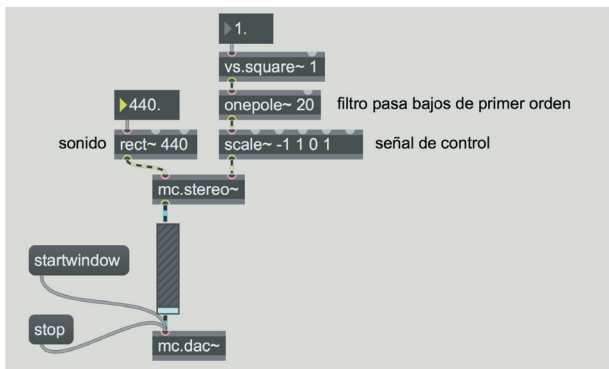 1.
vs.square~ 1
440.
onepole~ 20
filtro pasa bajos de primer orden
sonido
rect~ 440
scale~ -1 1 0 1
señal de control
mc.stereo~
startwindow
stop
mc.dac~